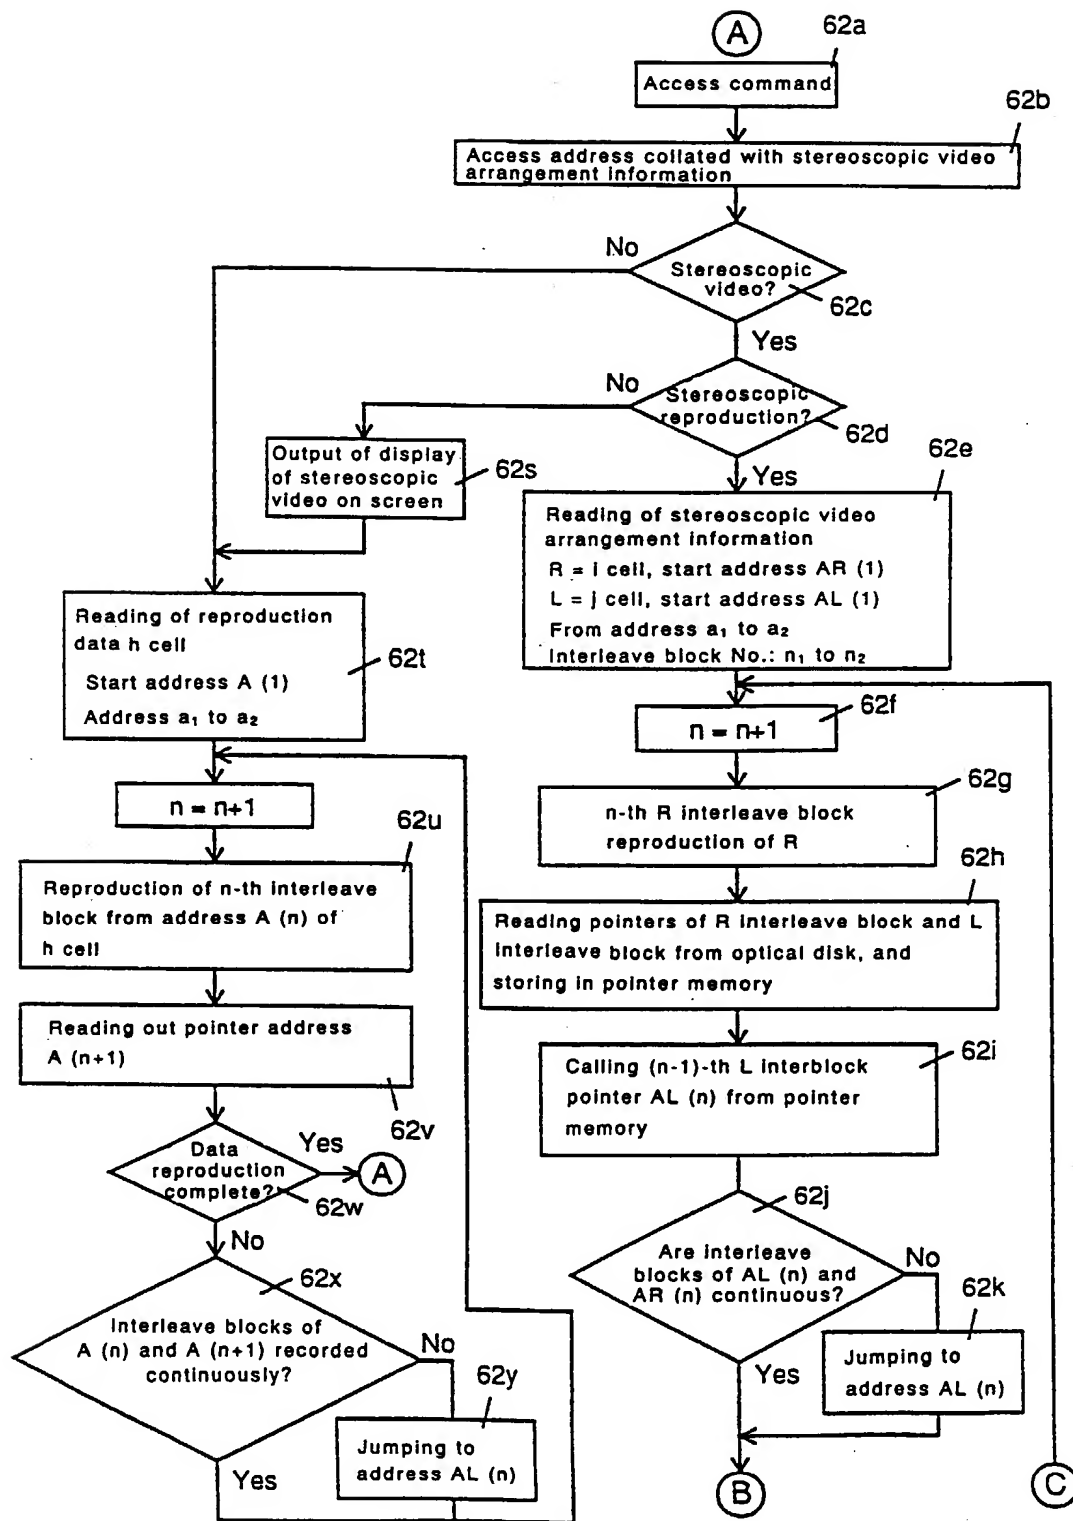 A
62a
Access command
62b
Access address collated with stereoscopic video
arrangement information
No
Stereoscopic
video?
62c
Yes
No
Stereoscopic
reproduction?
62d
Output of display
of stereoscopic
video on screen
62s
Yes
62e
Reading of stereoscopic video
arrangement information
R = i cell, start address AR (1)
L = j cell, start address AL (1)
From address a₁ to a₂
Interleave block No.: n₁ to n₂
Reading of reproduction
data h cell
Start address A (1)
Address a₁ to a₂
62t
62f
n = n+1
n = n+1
62g
n-th R interleave block
reproduction of R
62u
Reproduction of n-th interleave
block from address A (n) of
h cell
62h
Reading pointers of R interleave block and L
interleave block from optical disk, and
storing in pointer memory
Reading out pointer address
A (n+1)
62v
62i
Calling (n-1)-th L interblock
pointer AL (n) from pointer
memory
Data
reproduction
complete?
62w
Yes
A
No
62j
Are interleave
blocks of AL (n) and
AR (n) continuous?
No
62k
Jumping to
address AL (n)
Yes
62x
Interleave blocks of
A (n) and A (n+1) recorded
continuously?
No
62y
Jumping to
address AL (n)
Yes
B
C